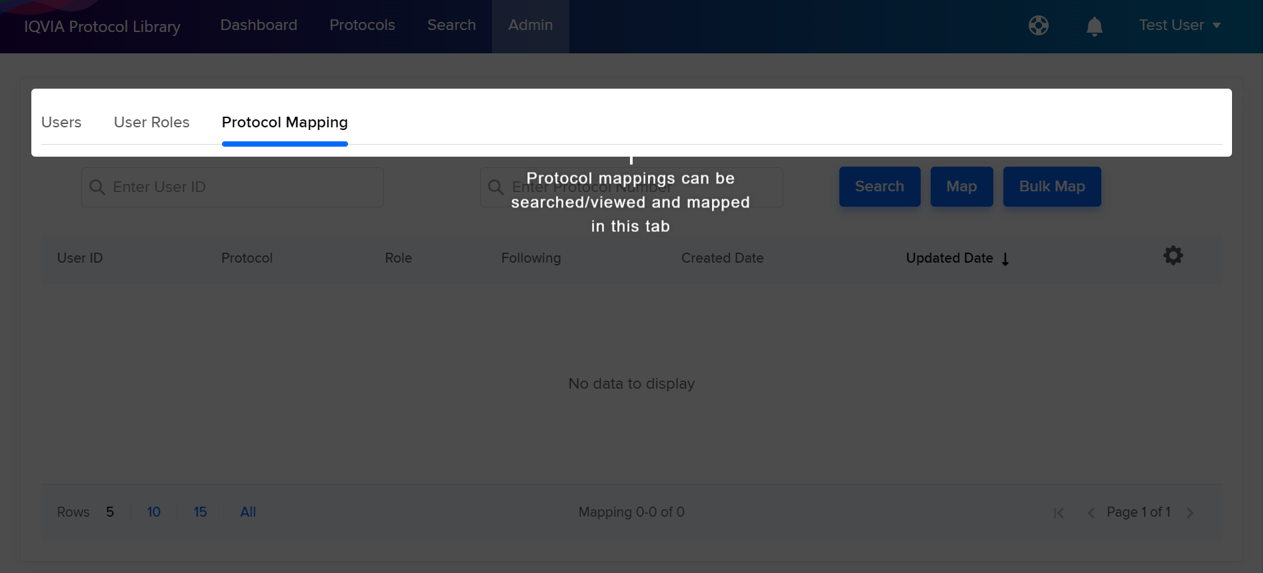 IQVIA Protocol Library Dashboard Protocols Search Admin Test User
Users User Roles Protocol Mapping
Enter User ID Enter Protocol Number Search Map Bulk Map
Protocol mappings can be
searched/viewed and mapped
in this tab
User ID Protocol Role Following Created Date Updated Date
No data to display
Rows 5 10 15 All Mapping 0-0 of 0 Page 1 of 1